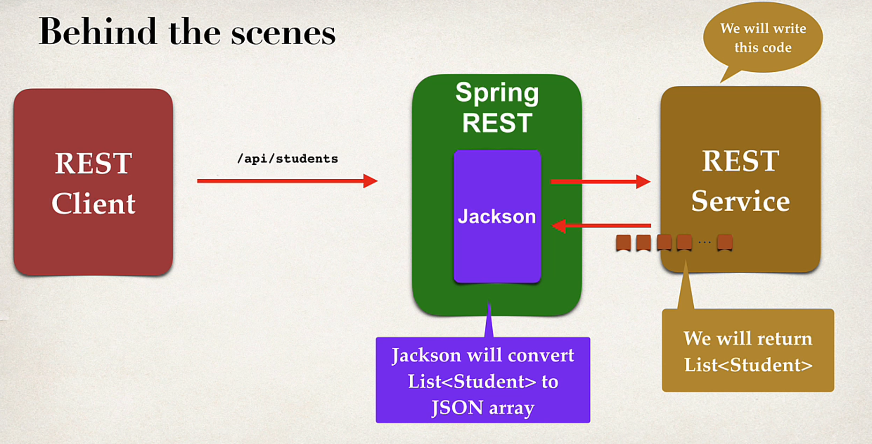 Behind the scenes
We will write
this code
REST
Client
/api/students
Spring
REST
Jackson
REST
Service
...
Jackson will convert
List<Student> to
JSON array
We will return
List<Student>